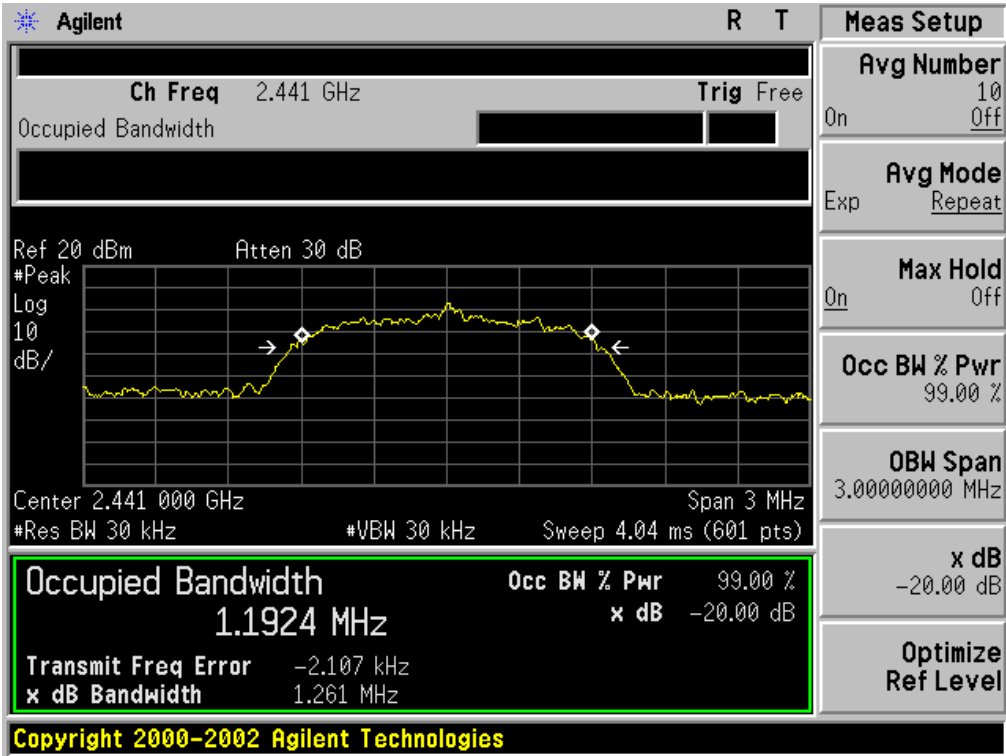 Agilent R T
Meas Setup
Ch Freq 2.441 GHz Trig Free
Occupied Bandwidth
Ref 20 dBm Atten 30 dB
#Peak
Log
10
dB/
Center 2.441 000 GHz Span 3 MHz
#Res BW 30 kHz #VBW 30 kHz Sweep 4.04 ms (601 pts)
Occupied Bandwidth Occ BW % Pwr 99.00 %
1.1924 MHz x dB -20.00 dB
Transmit Freq Error -2.107 kHz
x dB Bandwidth 1.261 MHz
Copyright 2000-2002 Agilent Technologies
Avg Number
10
On Off
Avg Mode
Exp Repeat
Max Hold
On Off
Occ BW % Pwr
99.00 %
OBW Span
3.00000000 MHz
x dB
-20.00 dB
Optimize
Ref Level